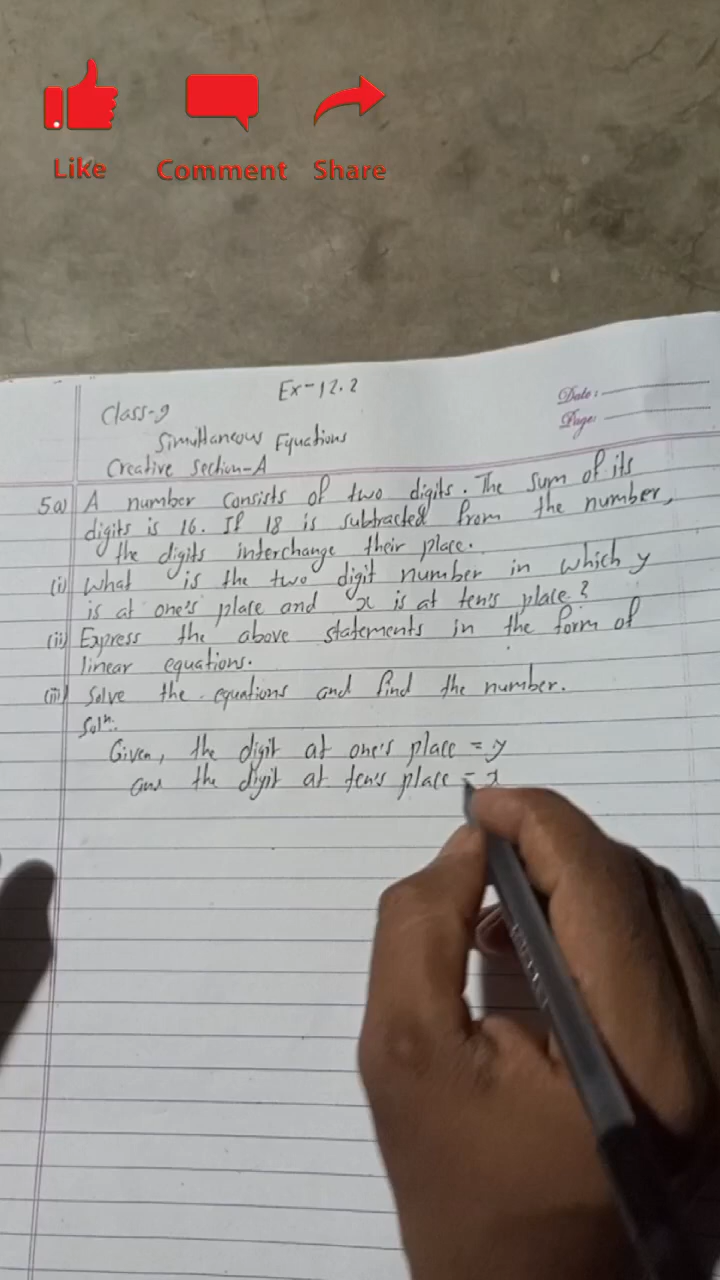 Like Comment Share
Ex-12.2
Date:
Class-9
Page:
Simultaneous Equations
Creative Section-A
5a) A number consists of two digits. The sum of its
digits is 16. If 18 is subtracted from the number,
the digits interchange their place.
(i) What is the two digit number in which y
is at one's place and x is at ten's place?
(ii) Express the above statements in the form of
linear equations.
(iii) Solve the equations and find the number.
Solⁿ:
Given, the digit at one's place = y
and the digit at ten's place = x